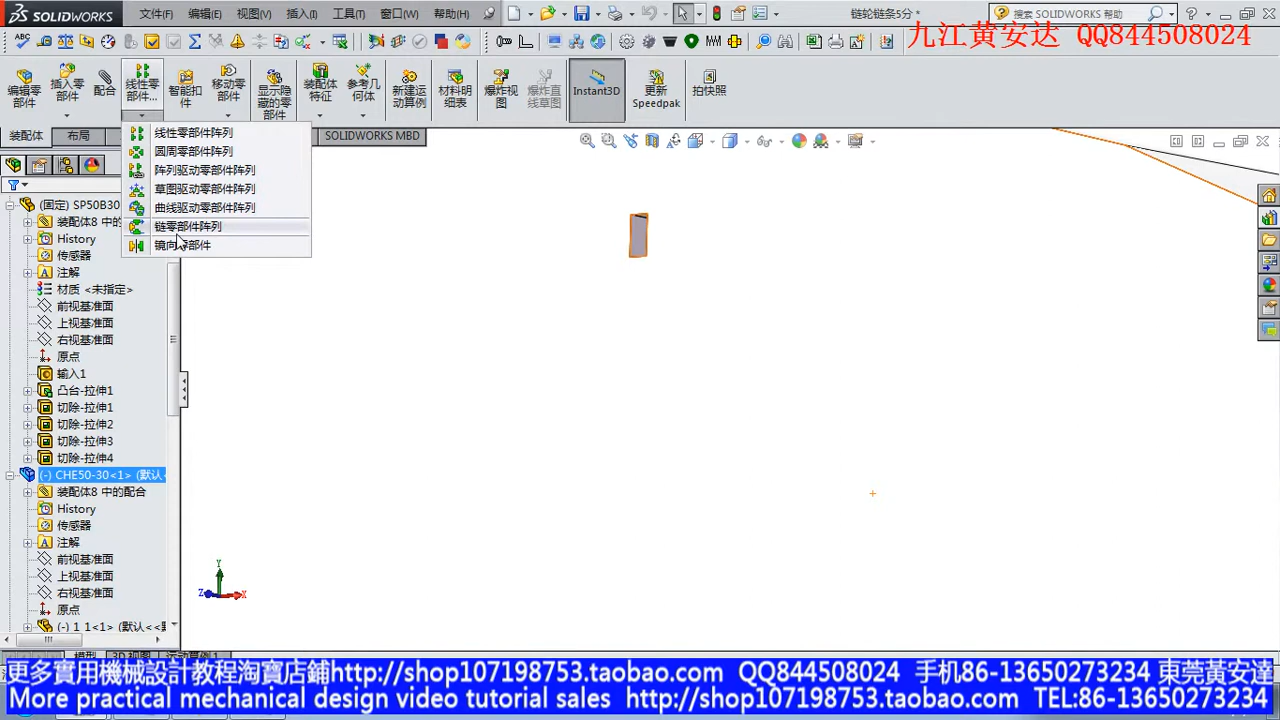 SOLIDWORKS 文件(F) 编辑(E) 视图(V) 插入(I) 工具(T) 窗口(W) 帮助(H) 链轮链条5分 * 搜索 SOLIDWORKS 帮助
九江黄安达 QQ844508024
编辑零部件 插入零部件 配合 线性零部件... 智能扣件 移动零部件 显示隐藏的零部件 装配体特征 参考几何体 新建运动算例 材料明细表 爆炸视图 爆炸直线草图 Instant3D 更新Speedpak 拍快照
装配体 布局 SOLIDWORKS MBD
线性零部件阵列
圆周零部件阵列
阵列驱动零部件阵列
草图驱动零部件阵列
曲线驱动零部件阵列
链零部件阵列
镜向零部件
(固定) SP50B30
装配体8 中的
History
传感器
注解
材质 <未指定>
前视基准面
上视基准面
右视基准面
原点
输入1
凸台-拉伸1
切除-拉伸1
切除-拉伸2
切除-拉伸3
切除-拉伸4
(-) CHE50-30<1> (默认<
装配体8 中的配合
History
传感器
注解
前视基准面
上视基准面
右视基准面
原点
(-) 1 1<1> (默认<<默
Y
Z X
模型 3D 视图 运动算例 1
更多實用機械設計教程淘寶店鋪http://shop107198753.taobao.com QQ844508024 手机86-13650273234 東莞黃安達
More practical mechanical design video tutorial sales http://shop107198753.taobao.com TEL:86-13650273234